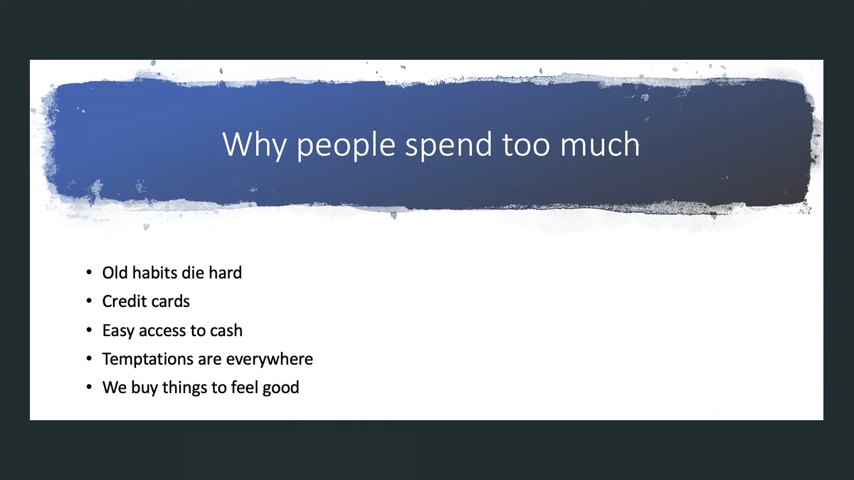 Why people spend too much
• Old habits die hard
• Credit cards
• Easy access to cash
• Temptations are everywhere
• We buy things to feel good